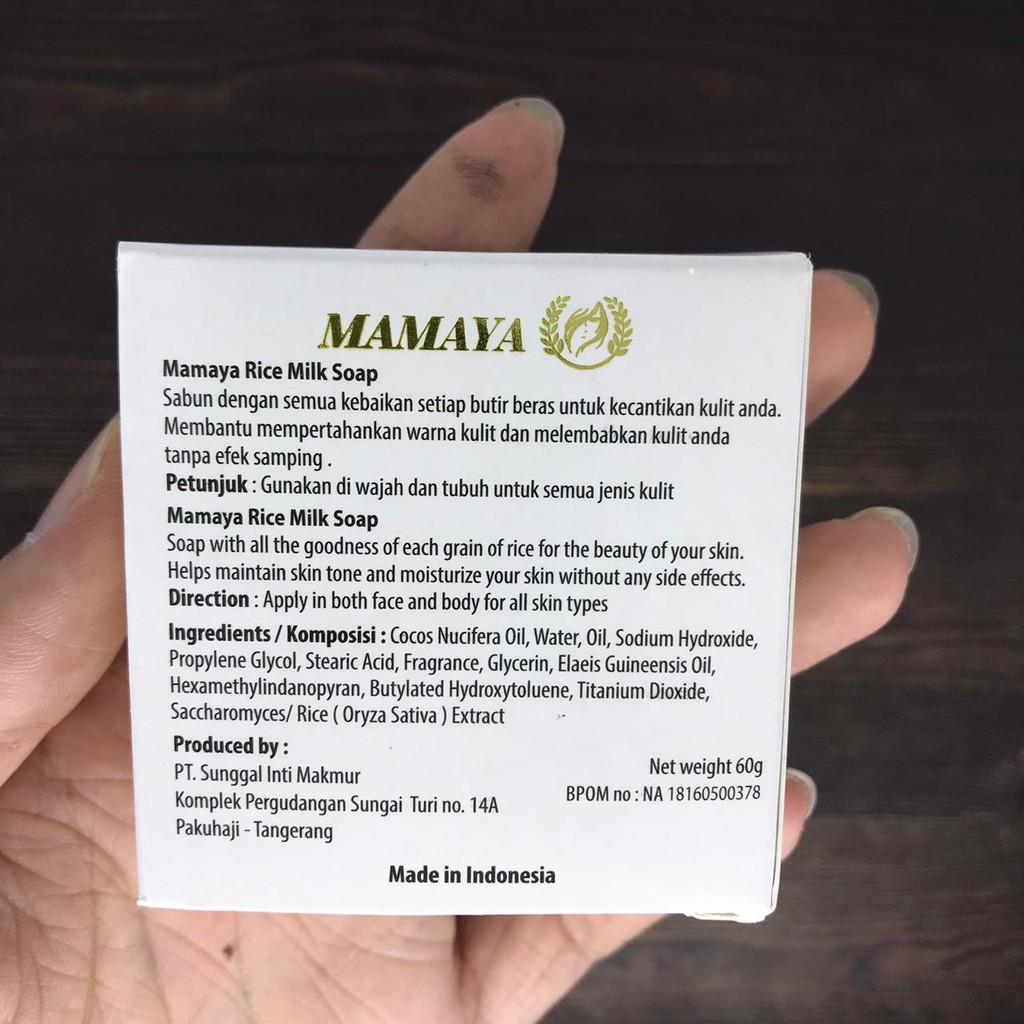 MAMAYA
Mamaya Rice Milk Soap
Sabun dengan semua kebaikan setiap butir beras untuk kecantikan kulit anda.
Membantu mempertahankan warna kulit dan melembabkan kulit anda
tanpa efek samping .
Petunjuk : Gunakan di wajah dan tubuh untuk semua jenis kulit
Mamaya Rice Milk Soap
Soap with all the goodness of each grain of rice for the beauty of your skin.
Helps maintain skin tone and moisturize your skin without any side effects.
Direction : Apply in both face and body for all skin types
Ingredients / Komposisi : Cocos Nucifera Oil, Water, Oil, Sodium Hydroxide,
Propylene Glycol, Stearic Acid, Fragrance, Glycerin, Elaeis Guineensis Oil,
Hexamethylindanopyran, Butylated Hydroxytoluene, Titanium Dioxide,
Saccharomyces/ Rice ( Oryza Sativa ) Extract
Produced by :
PT. Sunggal Inti Makmur
Komplek Pergudangan Sungai Turi no. 14A
Pakuhaji - Tangerang
Net weight 60g
BPOM no : NA 18160500378
Made in Indonesia